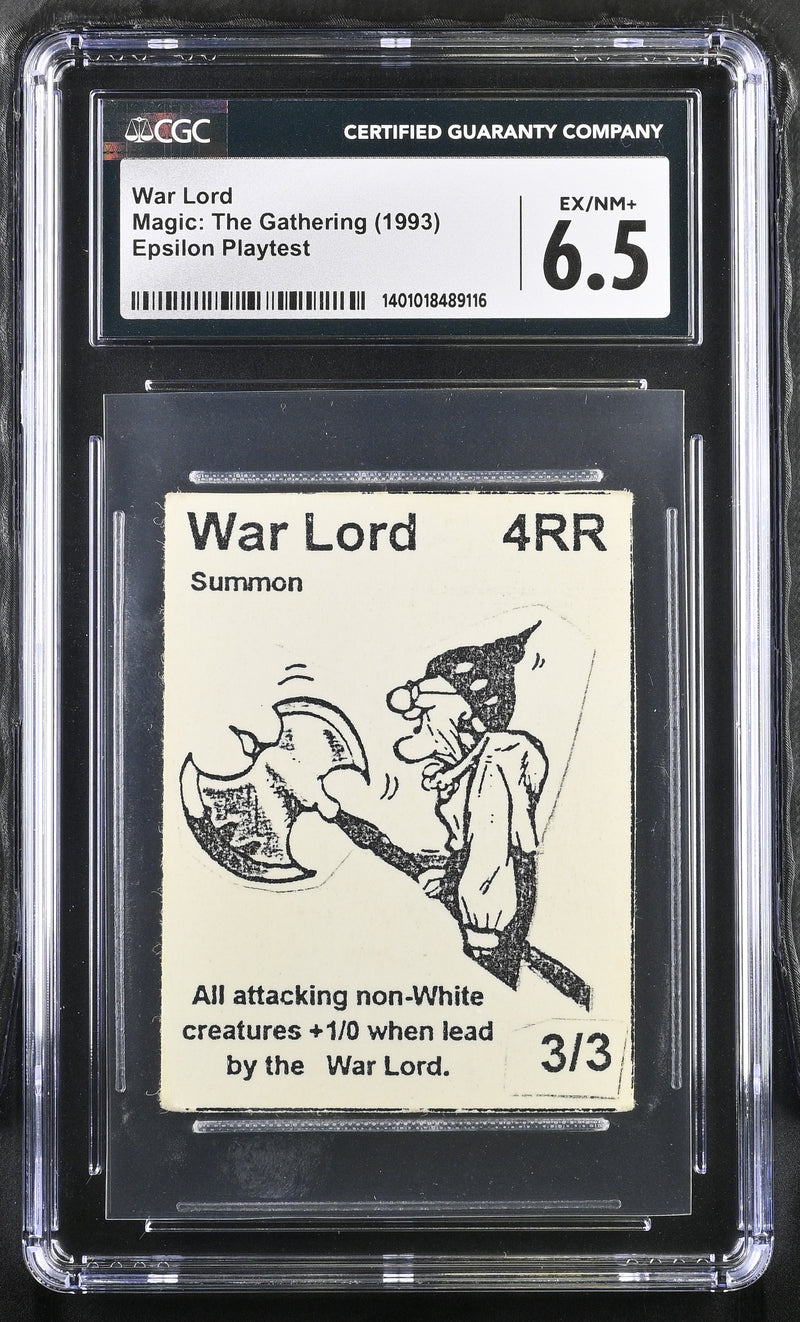 CGC
CERTIFIED GUARANTY COMPANY
War Lord
Magic: The Gathering (1993)
Epsilon Playtest
EX/NM+
6.5
1401018489116
War Lord 4RR
Summon
All attacking non-White
creatures +1/0 when lead
by the War Lord.
3/3